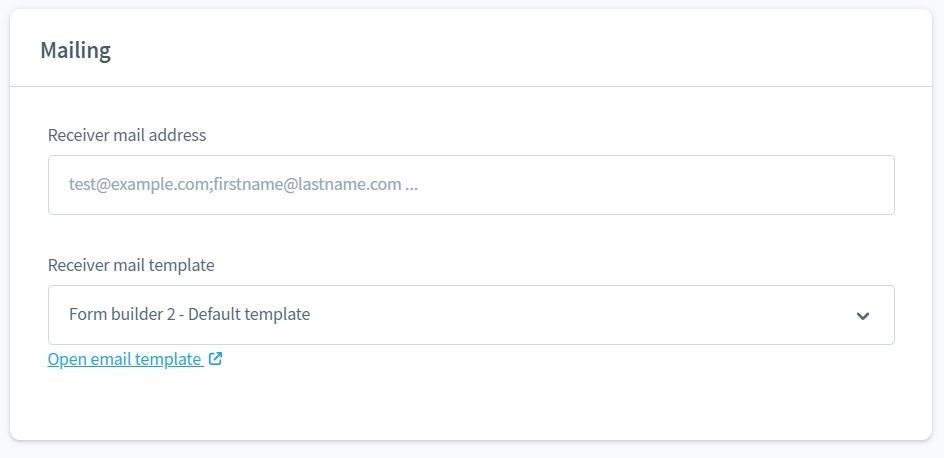 Mailing
Receiver mail address
test@example.com;firstname@lastname.com ...
Receiver mail template
Form builder 2 - Default template
Open email template